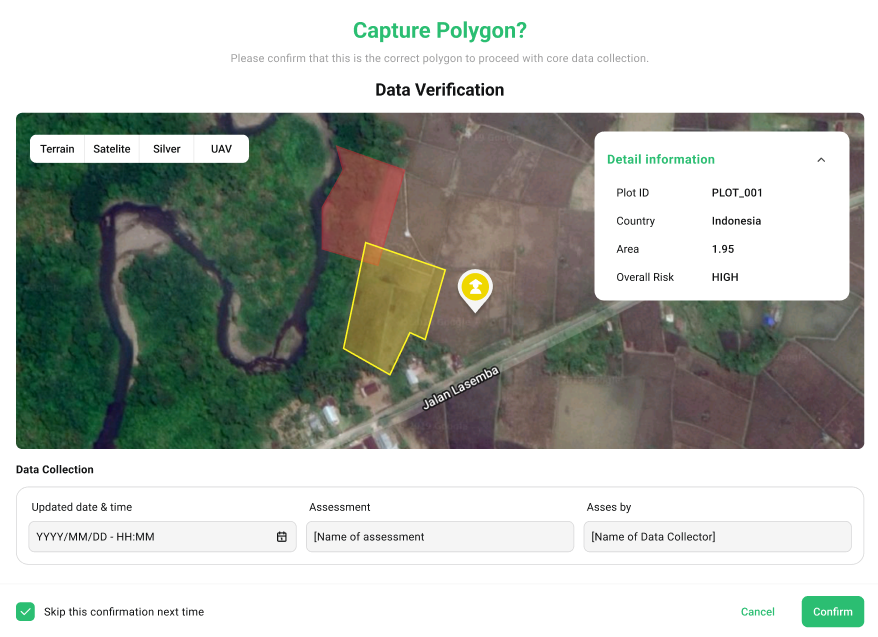 Capture Polygon?
Please confirm that this is the correct polygon to proceed with core data collection.
Data Verification
Terrain Satelite Silver UAV
Detail information
Plot ID PLOT_001
Country Indonesia
Area 1.95
Overall Risk HIGH
Jalan Lasemba
Data Collection
Updated date & time Assessment Asses by
YYYY/MM/DD - HH:MM [Name of assessment [Name of Data Collector]
Skip this confirmation next time Cancel Confirm